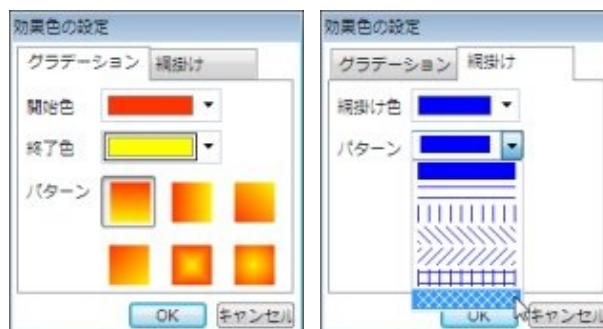 効果色の設定
グラデーション 網掛け
開始色
終了色
パターン
OK キャンセル
効果色の設定
グラデーション 網掛け
網掛け色
パターン
OK キャンセル